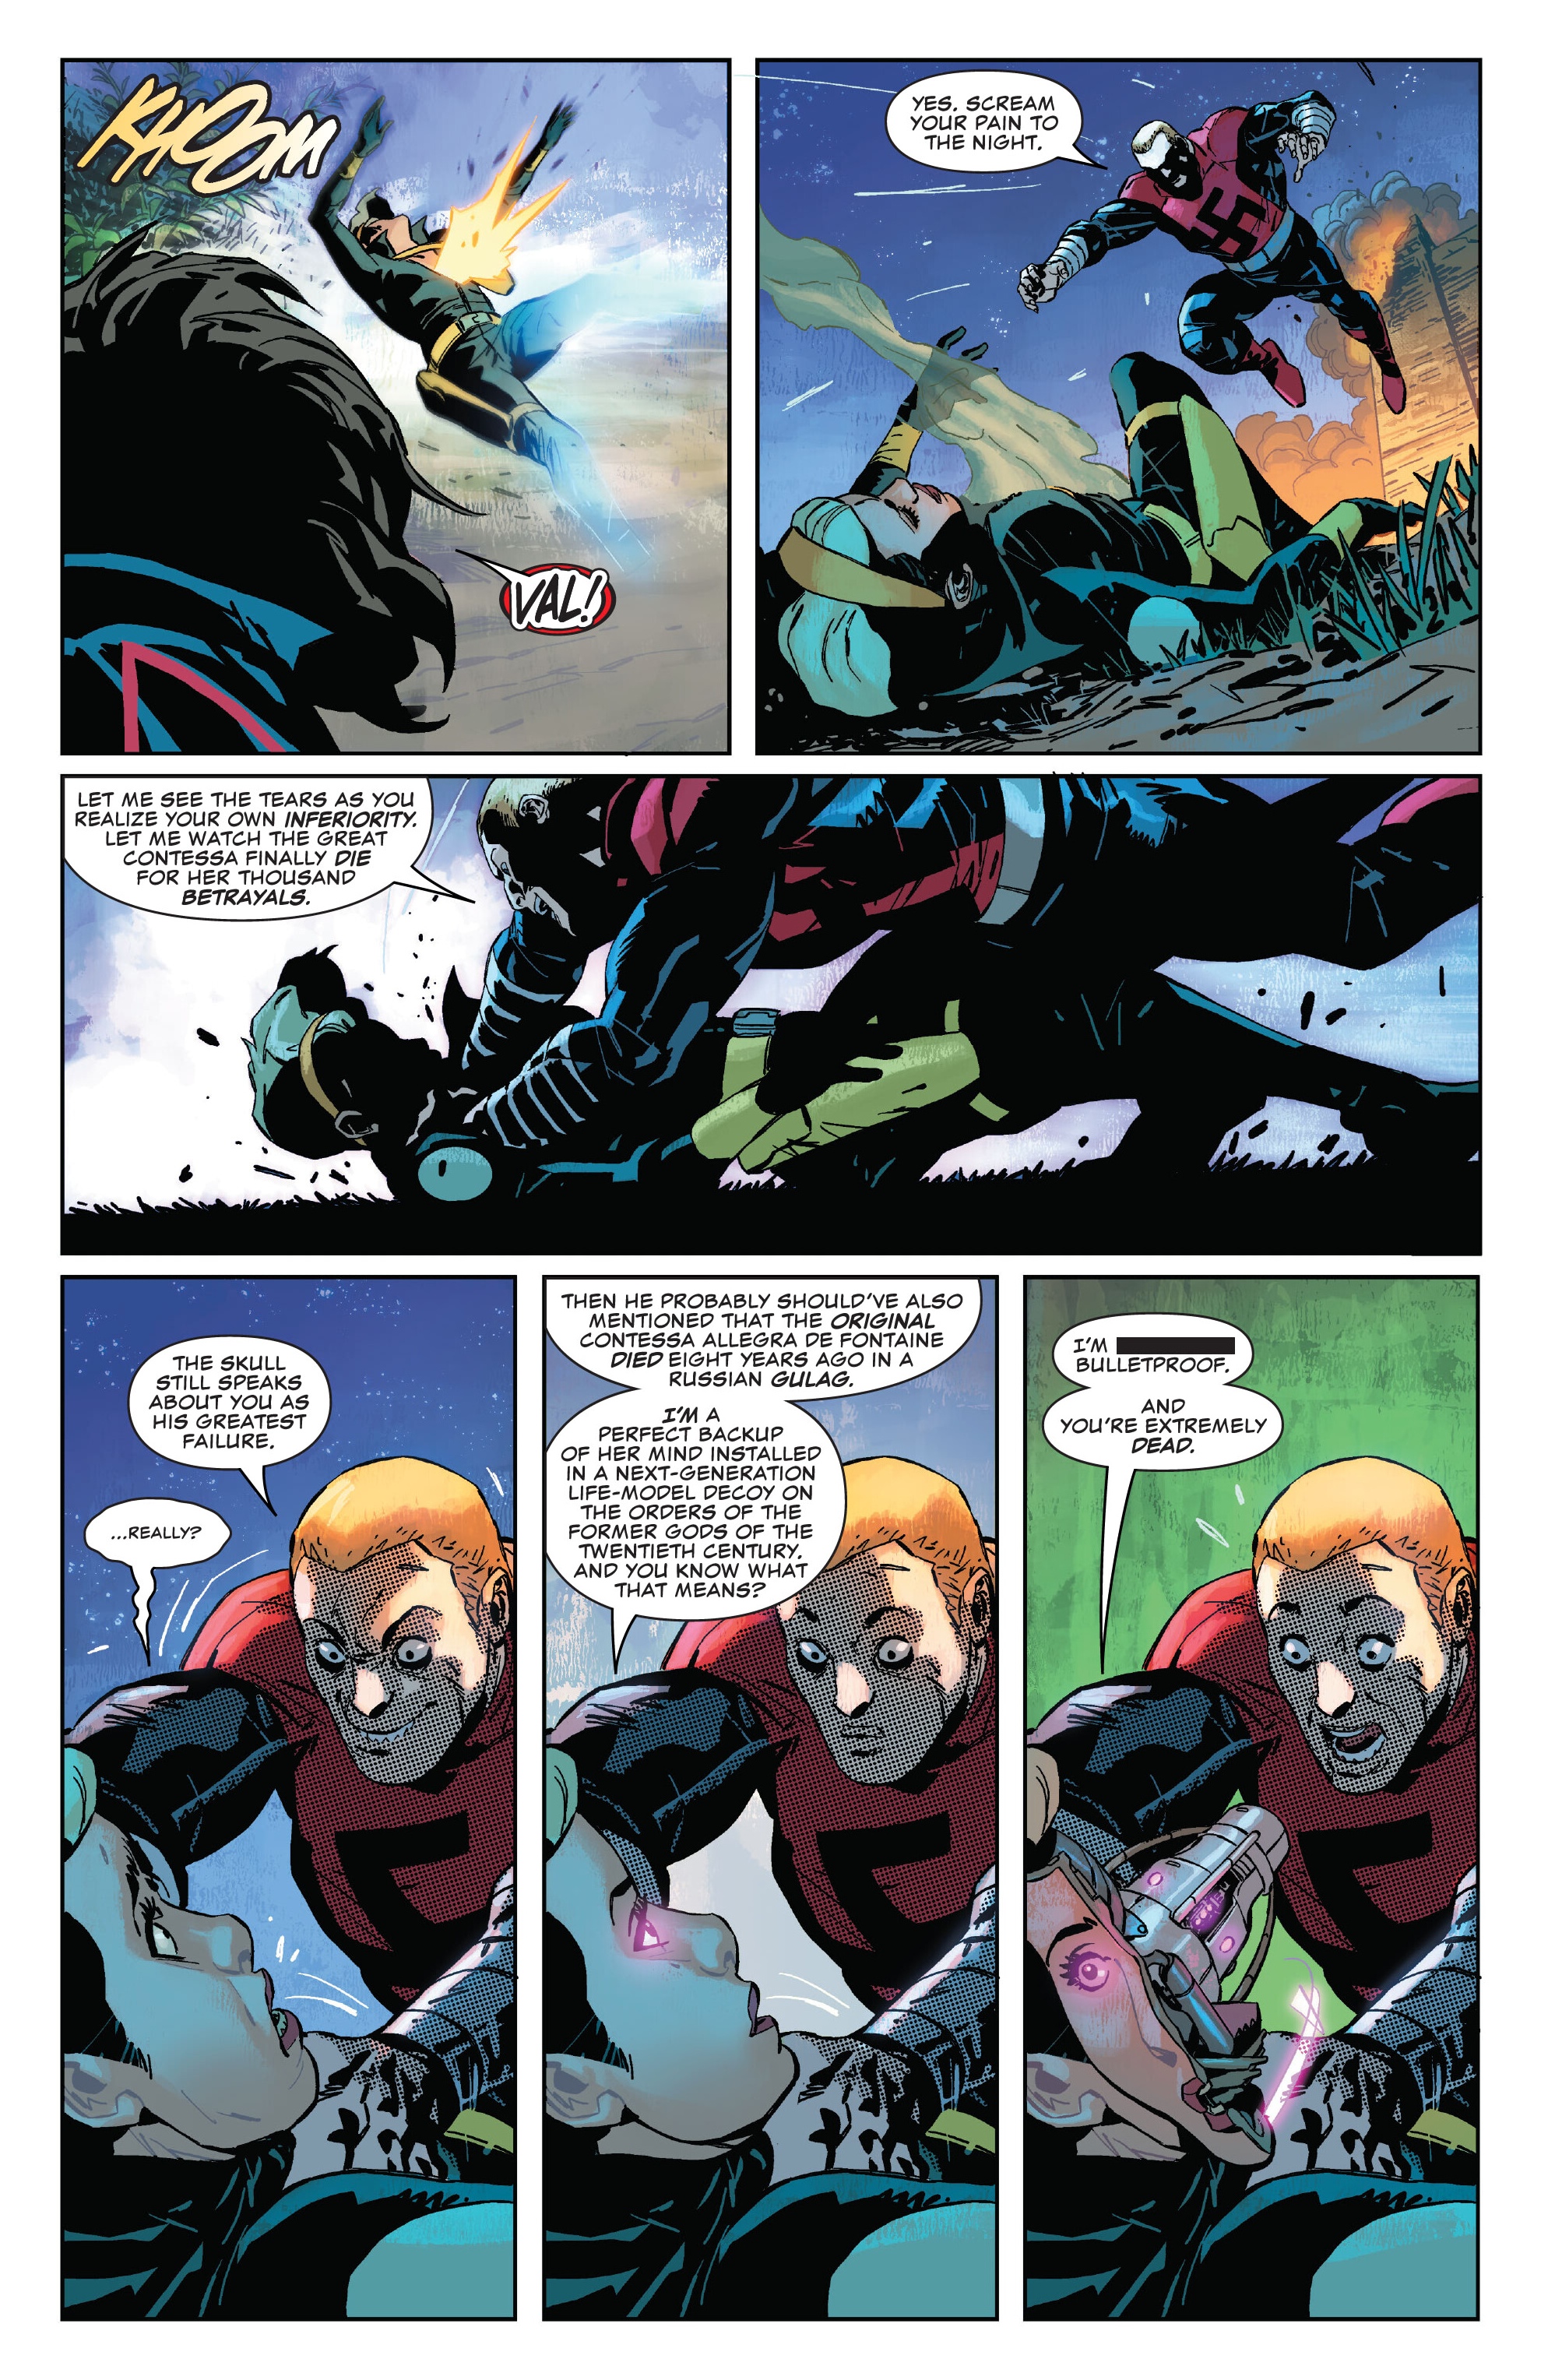 KHOOM
VAL!
YES. SCREAM
YOUR PAIN TO
THE NIGHT.
LET ME SEE THE TEARS AS YOU
REALIZE YOUR OWN INFERIORITY.
LET ME WATCH THE GREAT
CONTESSA FINALLY DIE
FOR HER THOUSAND
BETRAYALS.
THE SKULL
STILL SPEAKS
ABOUT YOU AS
HIS GREATEST
FAILURE.
...REALLY?
THEN HE PROBABLY SHOULD'VE ALSO
MENTIONED THAT THE ORIGINAL
CONTESSA ALLEGRA DE FONTAINE
DIED EIGHT YEARS AGO IN A
RUSSIAN GULAG.
I'M A
PERFECT BACKUP
OF HER MIND INSTALLED
IN A NEXT-GENERATION
LIFE-MODEL DECOY ON
THE ORDERS OF THE
FORMER GODS OF THE
TWENTIETH CENTURY.
AND YOU KNOW WHAT
THAT MEANS?
I'M
BULLETPROOF.
AND
YOU'RE EXTREMELY
DEAD.